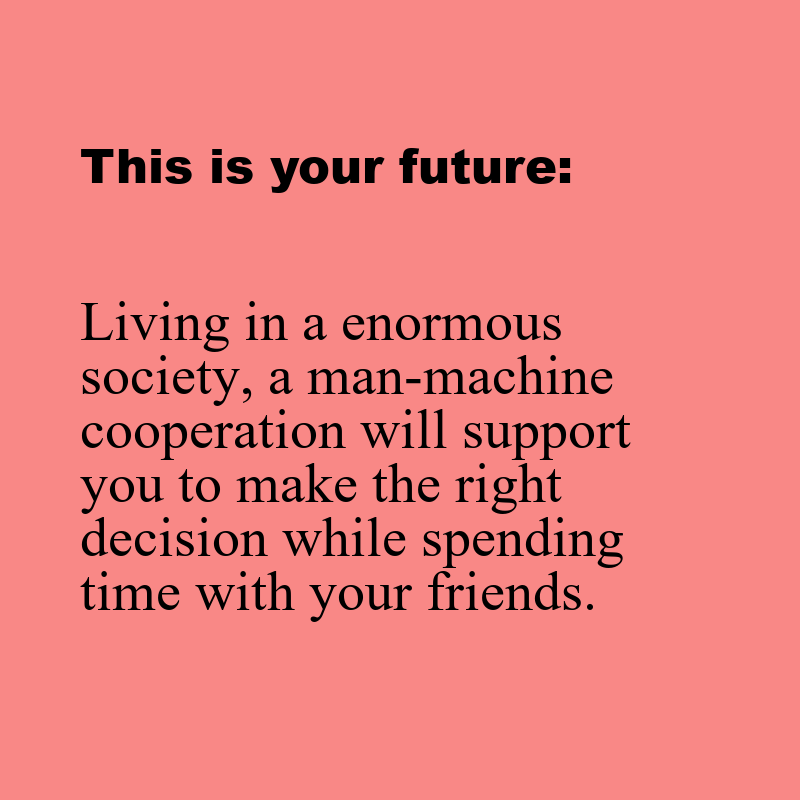 This is your future:
Living in a enormous
society, a man-machine
cooperation will support
you to make the right
decision while spending
time with your friends.